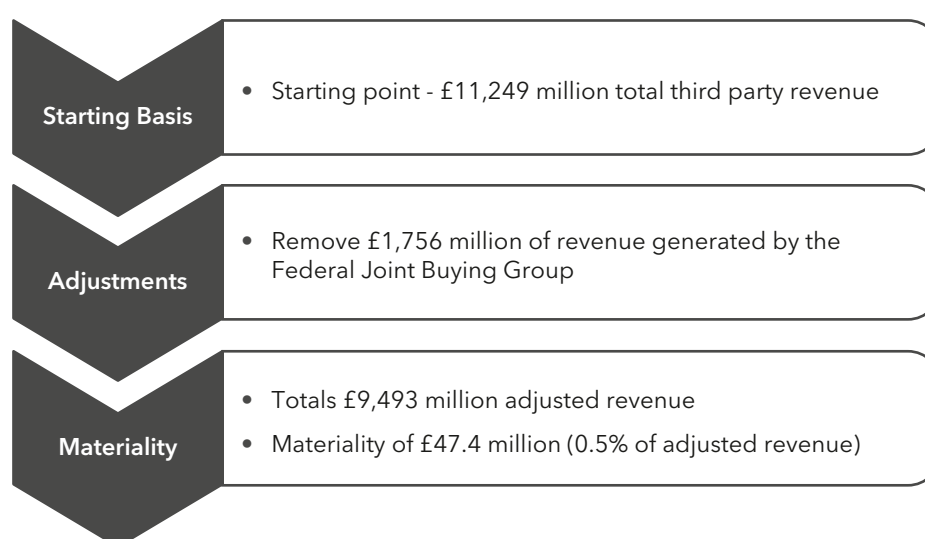 Starting Basis
• Starting point - £11,249 million total third party revenue
Adjustments
• Remove £1,756 million of revenue generated by the
Federal Joint Buying Group
Materiality
• Totals £9,493 million adjusted revenue
• Materiality of £47.4 million (0.5% of adjusted revenue)